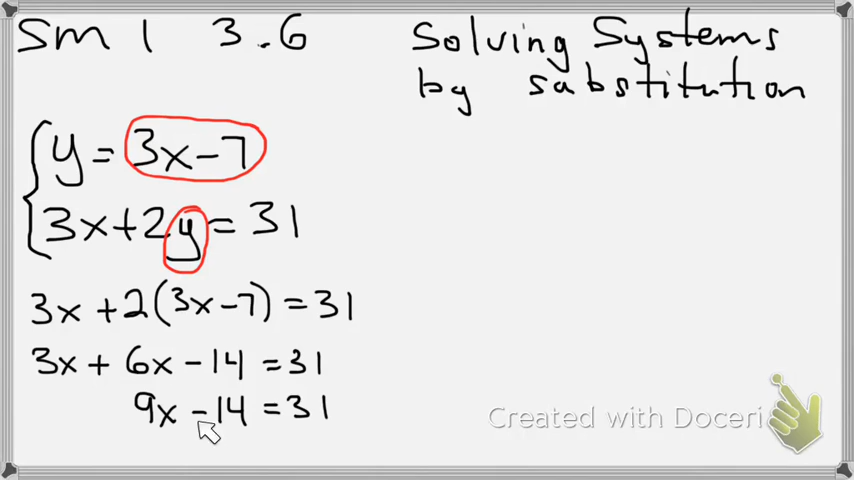 Sm 1 3.6
Solving Systems
by substitution
y = 3x - 7
3x + 2y = 31
3x + 2(3x - 7) = 31
3x + 6x - 14 = 31
9x - 14 = 31
Created with Doceri